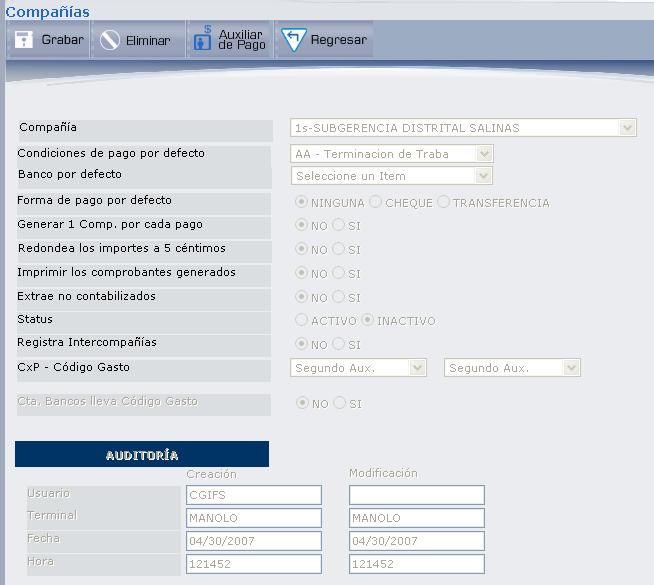 Compañías
Grabar Eliminar Auxiliar de Pago Regresar
Compañía 1s-SUBGERENCIA DISTRITAL SALINAS
Condiciones de pago por defecto AA - Terminacion de Traba
Banco por defecto Seleccione un Item
Forma de pago por defecto NINGUNA CHEQUE TRANSFERENCIA
Generar 1 Comp. por cada pago NO SI
Redondea los importes a 5 céntimos NO SI
Imprimir los comprobantes generados NO SI
Extrae no contabilizados NO SI
Status ACTIVO INACTIVO
Registra Intercompañías NO SI
CxP - Código Gasto Segundo Aux. Segundo Aux.
Cta. Bancos lleva Código Gasto NO SI
AUDITORÍA
Creación Modificación
Usuario CGIFS
Terminal MANOLO MANOLO
Fecha 04/30/2007 04/30/2007
Hora 121452 121452